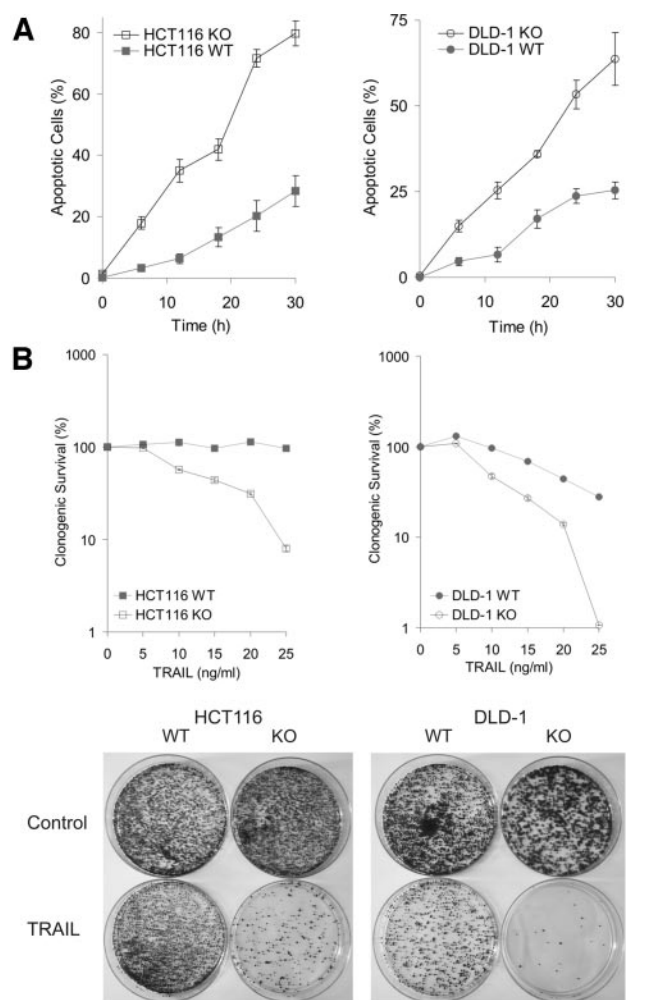 A
HCT116 KO
HCT116 WT
Apoptotic Cells (%)
80
60
40
20
0
0 10 20 30
Time (h)
DLD-1 KO
DLD-1 WT
Apoptotic Cells (%)
75
50
25
0
0 10 20 30
Time (h)
B
Clonogenic Survival (%)
1000
100
10
1
HCT116 WT
HCT116 KO
0 5 10 15 20 25
TRAIL (ng/ml)
Clonogenic Survival (%)
1000
100
10
1
DLD-1 WT
DLD-1 KO
0 5 10 15 20 25
TRAIL (ng/ml)
HCT116
WT KO
DLD-1
WT KO
Control
TRAIL